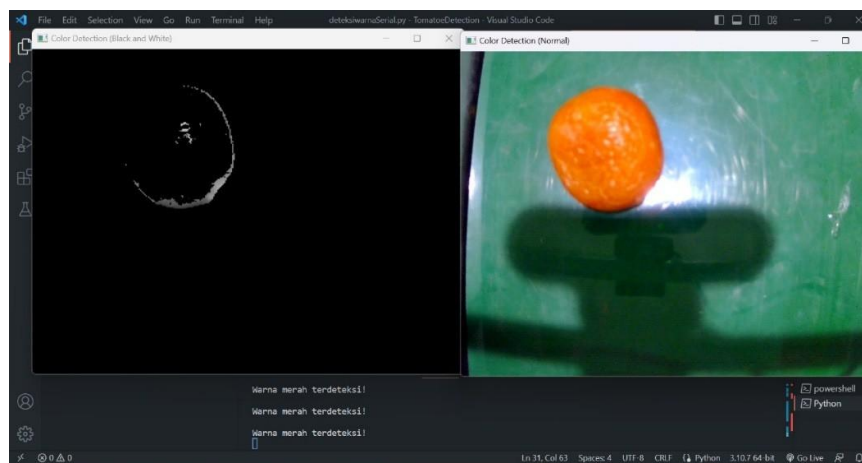 File Edit Selection View Go Run Terminal Help
deteksiwarnaSerial.py - TomatoeDetection - Visual Studio Code
Color Detection (Black and White)
Color Detection (Normal)
Warna merah terdeteksi!
Warna merah terdeteksi!
Warna merah terdeteksi!
powershell
Python
0 0 Ln 31, Col 63 Spaces: 4 UTF-8 CRLF Python 3.10.7 64-bit Go Live